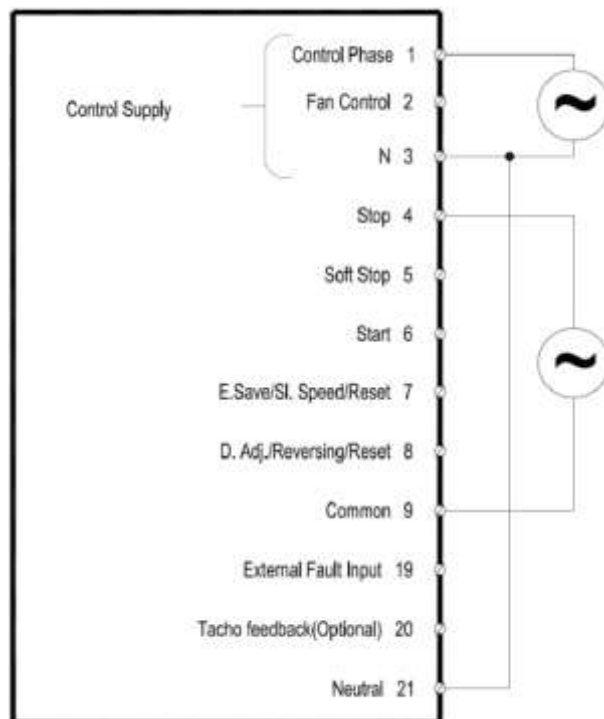 Control Phase 1
Control Supply
Fan Control 2
N 3
~
Stop 4
Soft Stop 5
Start 6
~
E.Save/Sl. Speed/Reset 7
D. Adj./Reversing/Reset 8
Common 9
External Fault Input 19
Tacho feedback(Optional) 20
Neutral 21